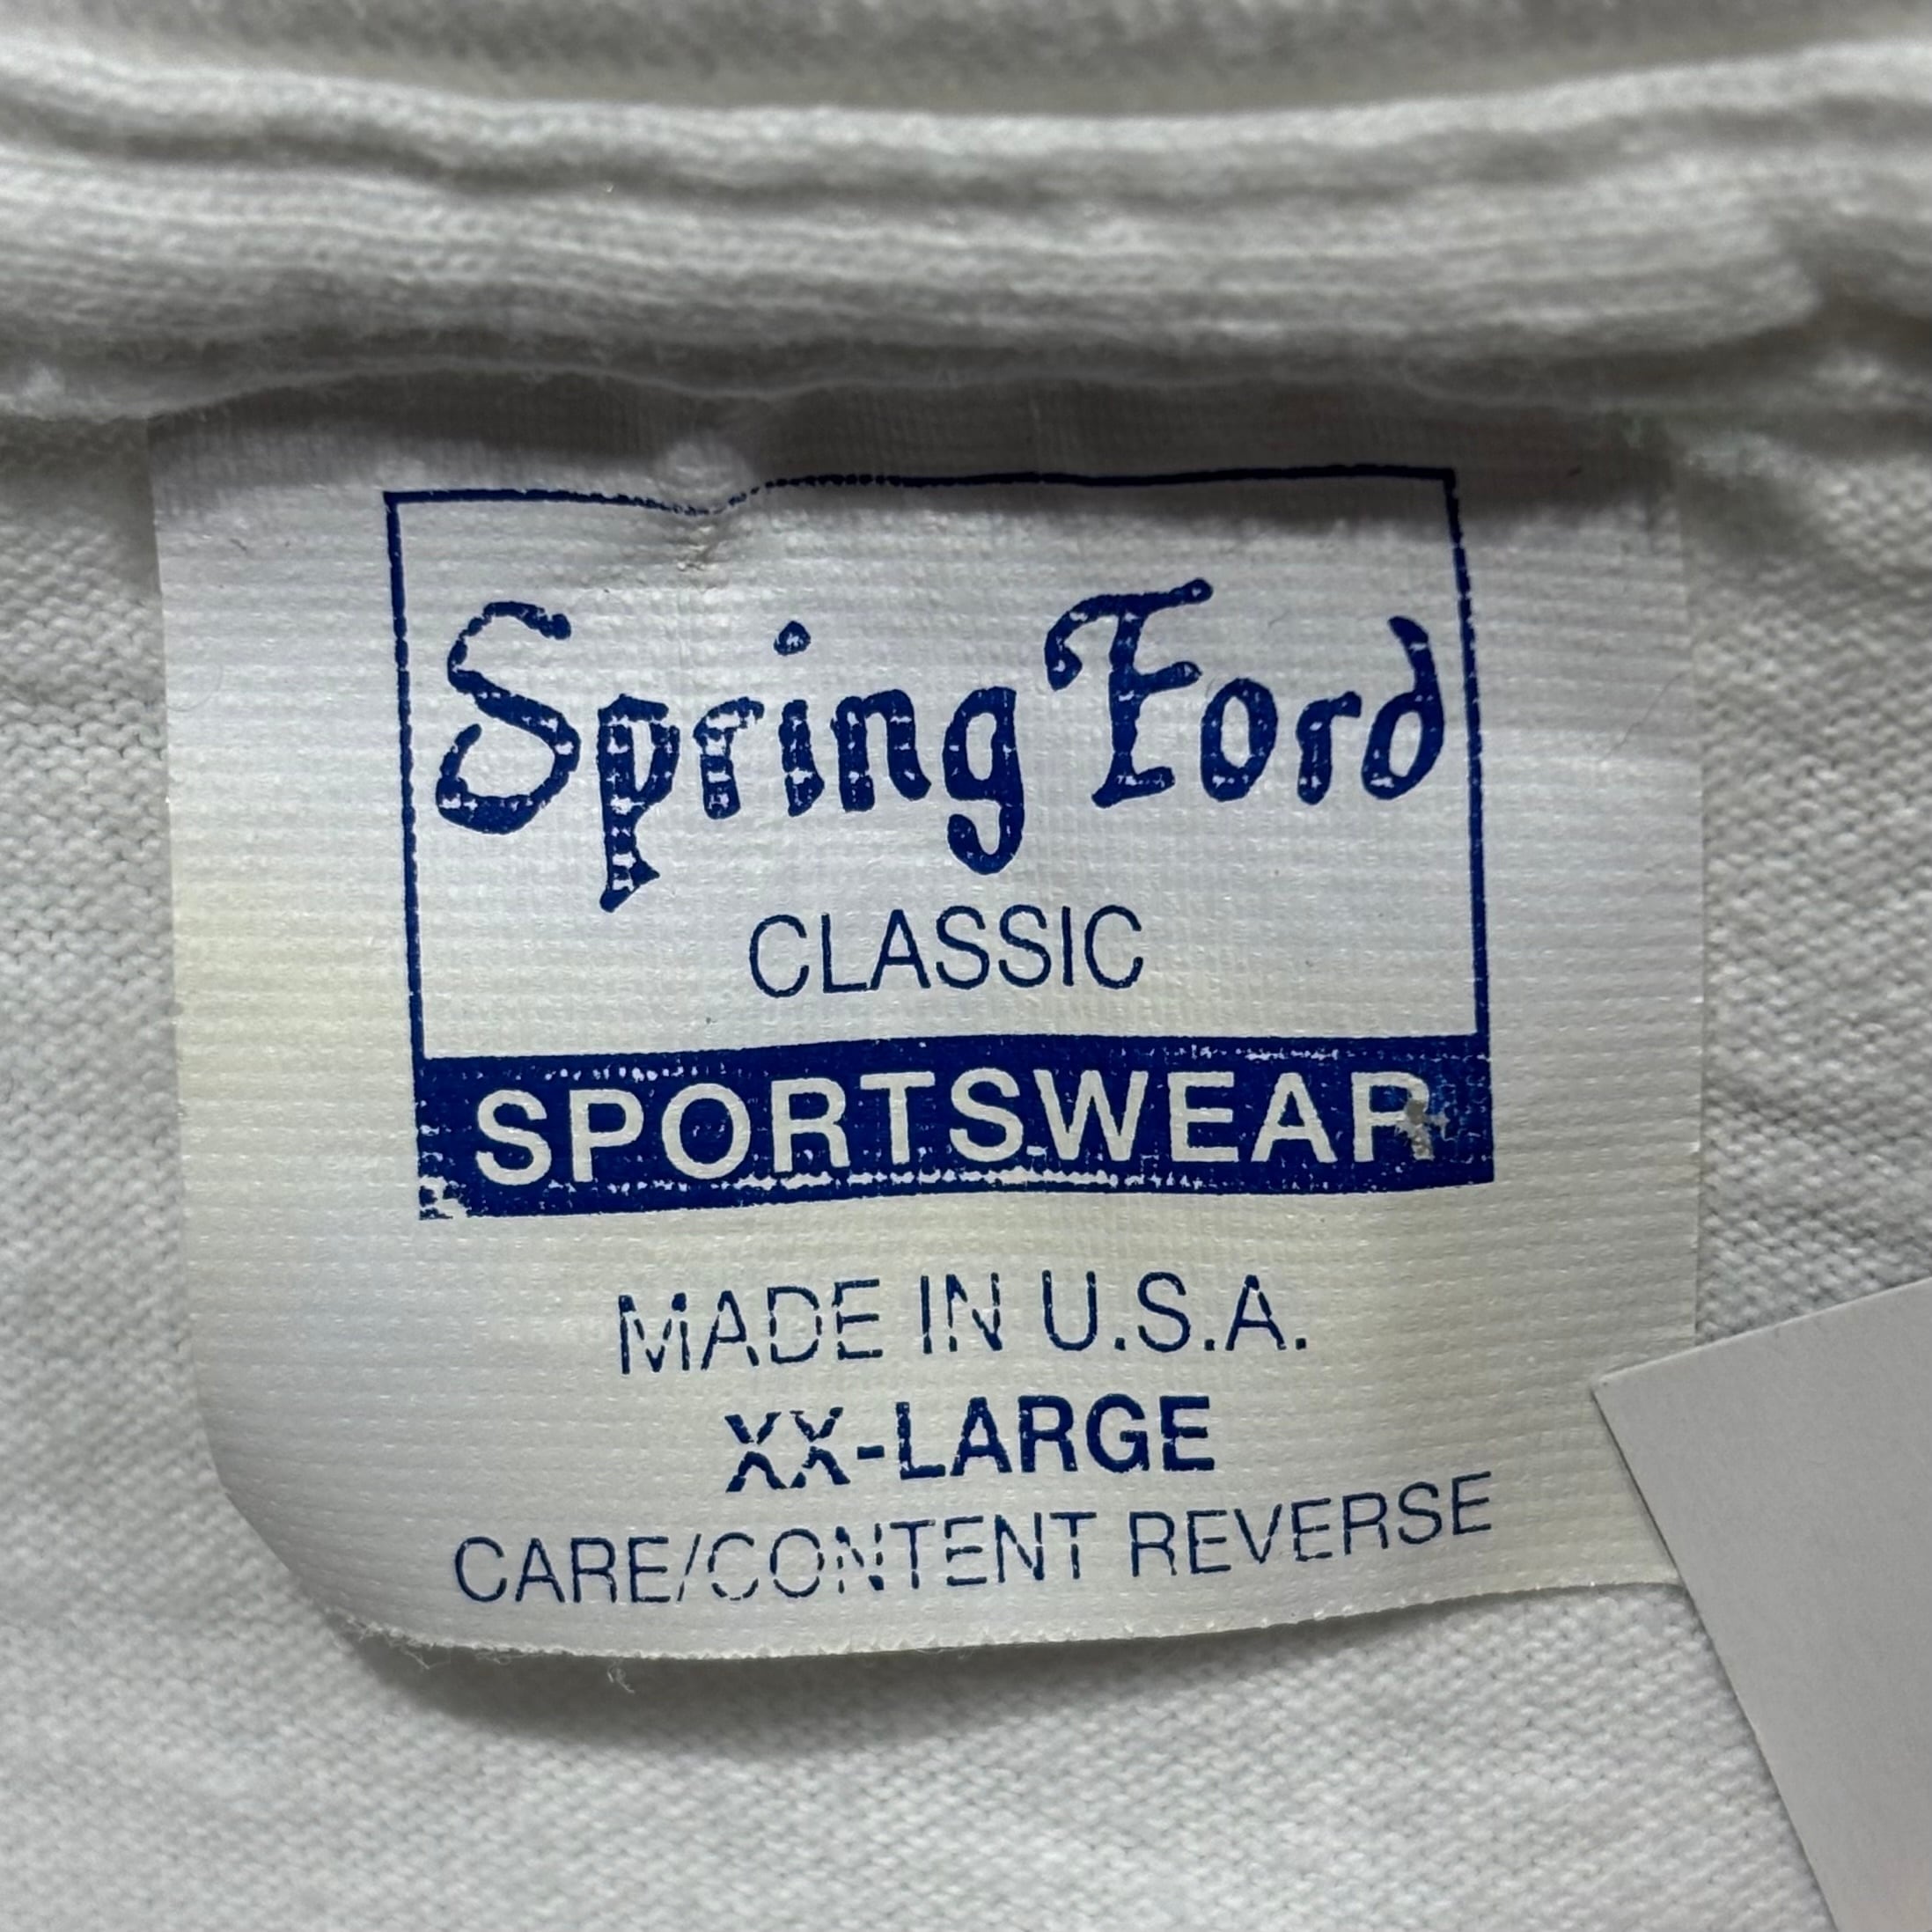 Spring Ford
CLASSIC
SPORTSWEAR
MADE IN U.S.A.
XX-LARGE
CARE/CONTENT REVERSE